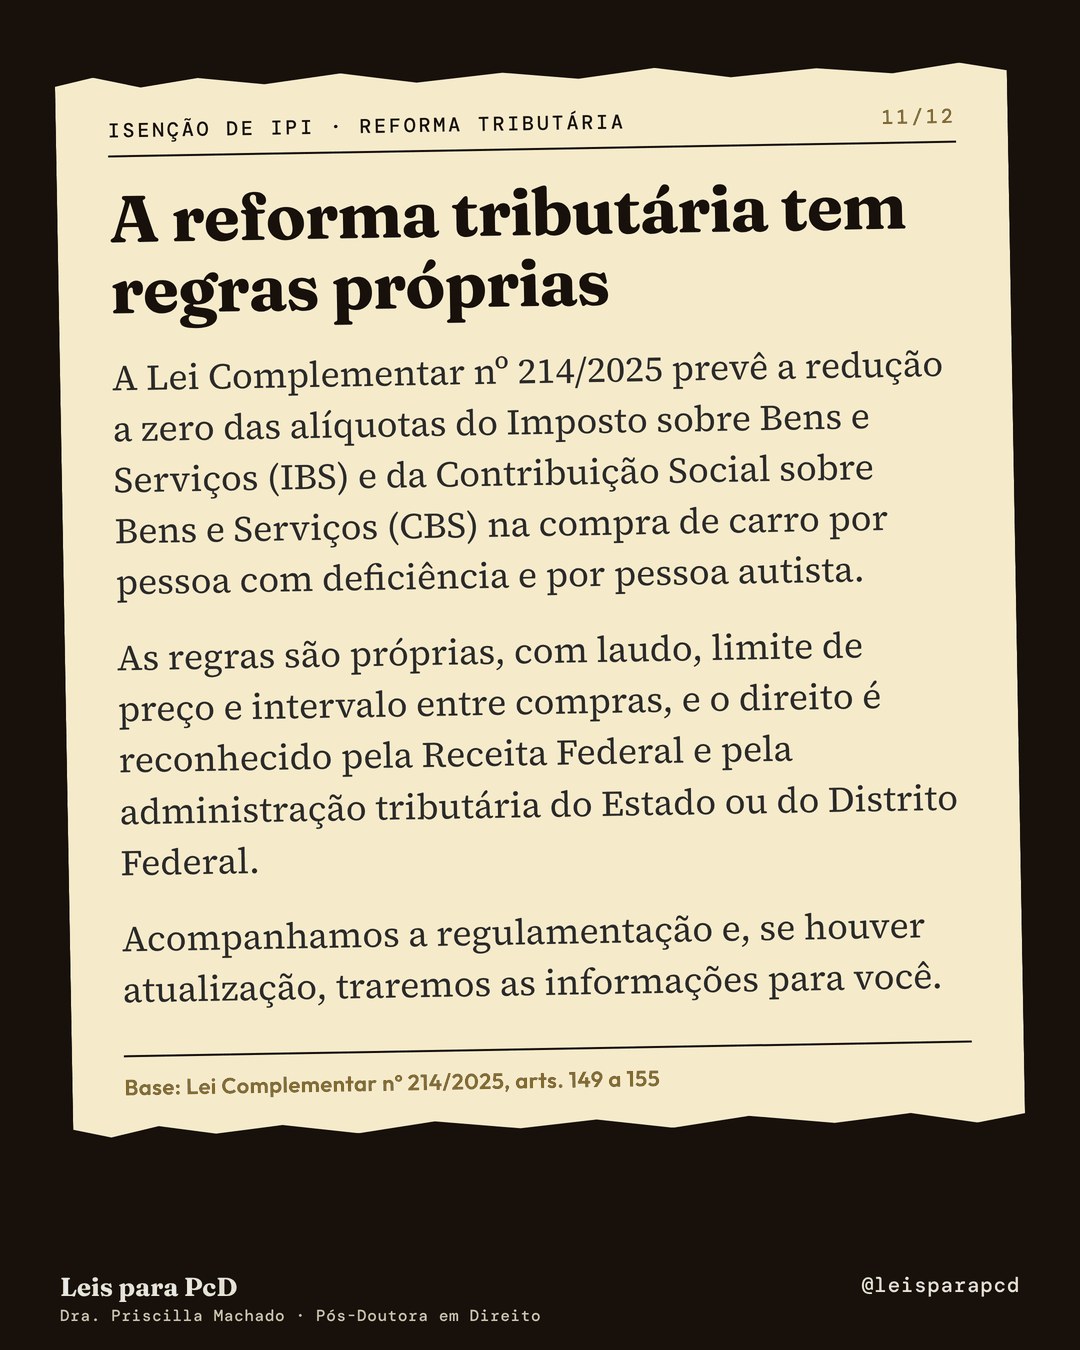 ISENÇÃO DE IPI · REFORMA TRIBUTÁRIA
11/12
A reforma tributária tem
regras próprias
A Lei Complementar nº 214/2025 prevê a redução
a zero das alíquotas do Imposto sobre Bens e
Serviços (IBS) e da Contribuição Social sobre
Bens e Serviços (CBS) na compra de carro por
pessoa com deficiência e por pessoa autista.
As regras são próprias, com laudo, limite de
preço e intervalo entre compras, e o direito é
reconhecido pela Receita Federal e pela
administração tributária do Estado ou do Distrito
Federal.
Acompanhamos a regulamentação e, se houver
atualização, traremos as informações para você.
Base: Lei Complementar nº 214/2025, arts. 149 a 155
Leis para PcD
@leisparapcd
Dra. Priscilla Machado · Pós-Doutora em Direito